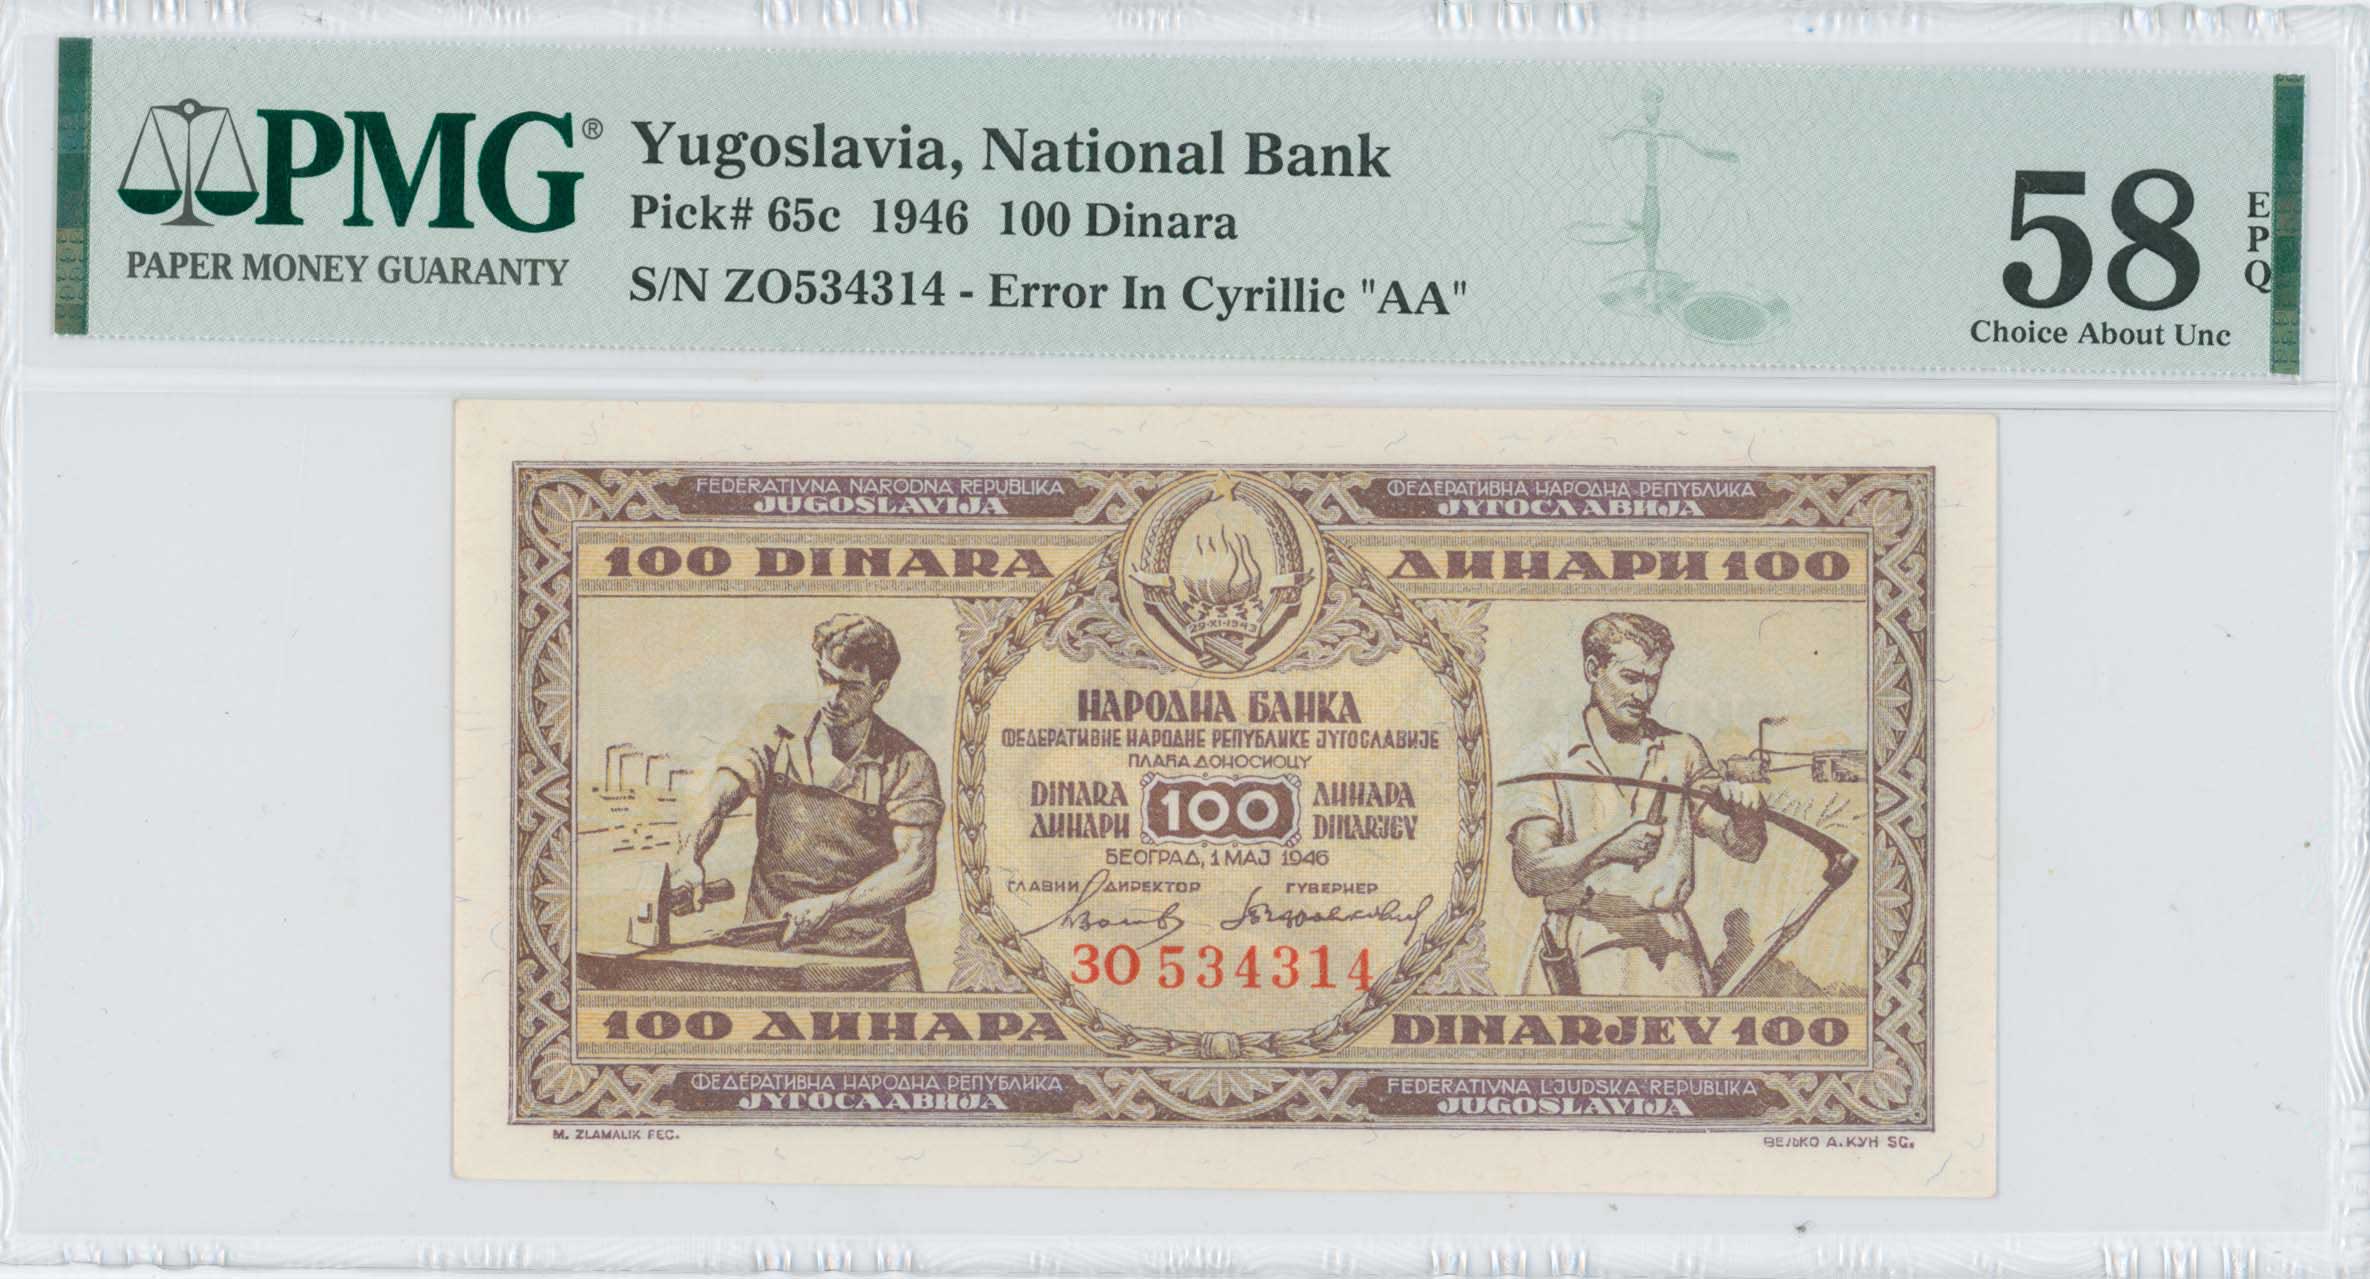 PMG®
PAPER MONEY GUARANTY
Yugoslavia, National Bank
Pick# 65c 1946 100 Dinara
S/N ZO534314 - Error In Cyrillic "AA"
58
EPQ
Choice About Unc
FEDERATIVNA NARODNA REPUBLIKA
JUGOSLAVIJA
ФЕДЕРАТИВНА НАРОДНА РЕПУБЛИКА
ЈУГОСЛАВИЈА
100 DINARA
ДИНАРИ 100
29·XI·1943
НАРОДНА БАНКА
ФЕДЕРАТИВНЕ НАРОДНЕ РЕПУБЛИКЕ ЈУГОСЛАВИЈЕ
ПЛАЋА ДОНОСИОЦУ
DINARA 100 ДИНАРА
ДИНАРИ DINARJEV
БЕОГРАД, 1 МАЈ 1946
ГЛАВНИ ДИРЕКТОР ГУВЕРНЕР
ЗО 534314
100 ДИНАРА
DINARJEV 100
ФЕДЕРАТИВНА НАРОДНА РЕПУБЛИКА
ЈУГОСЛАВИЈА
FEDERATIVNA LJUDSKA REPUBLIKA
JUGOSLAVIJA
M. ZLAMALIK FEC.
ВЕЉКО А. КУН SC.